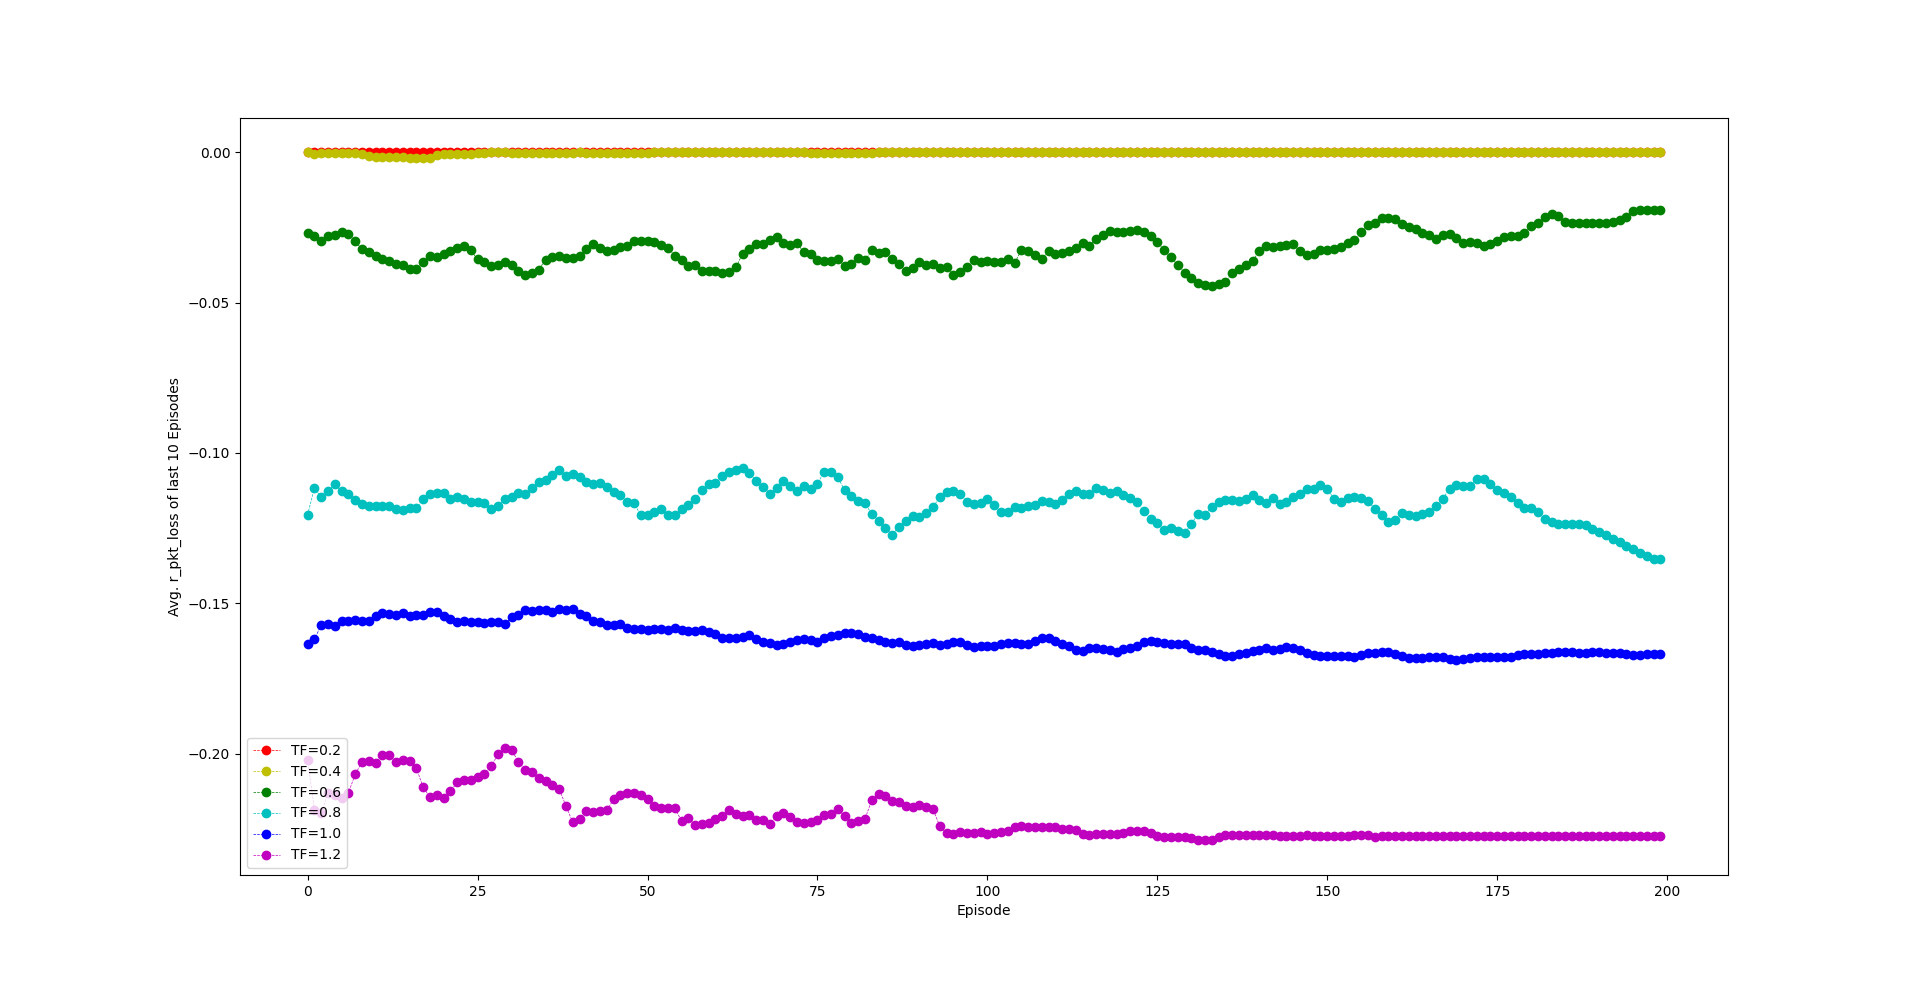 0.00
−0.05
−0.10
−0.15
−0.20
Avg. r_pkt_loss of last 10 Episodes
TF=0.2
TF=0.4
TF=0.6
TF=0.8
TF=1.0
TF=1.2
0 25 50 75 100 125 150 175 200
Episode